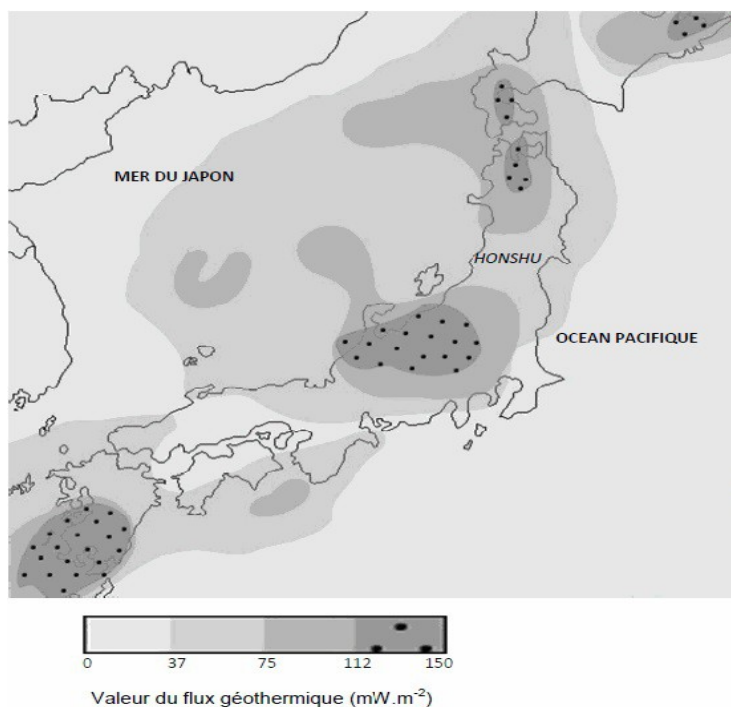 MER DU JAPON
HONSHU
OCEAN PACIFIQUE
0 37 75 112 150
Valeur du flux géothermique (mW.m-2)